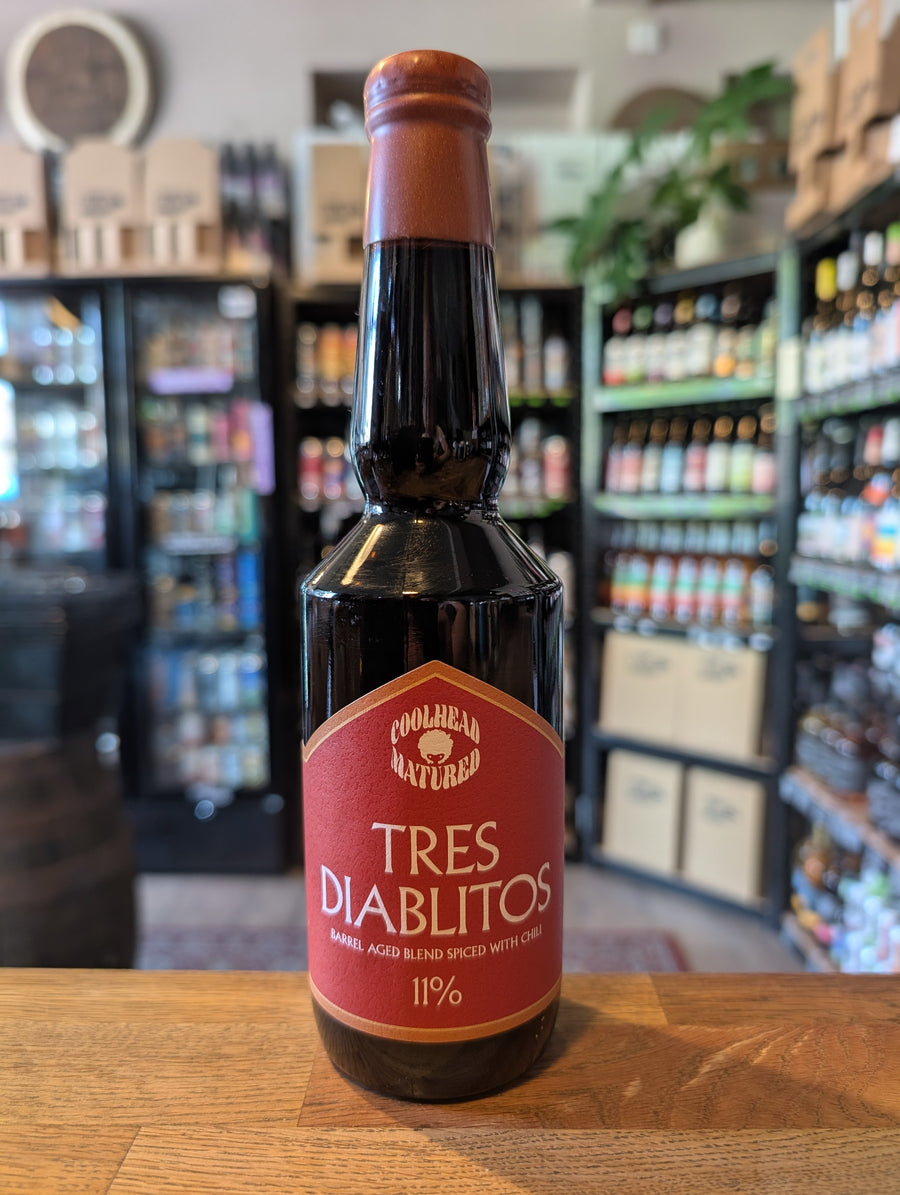 COOLHEAD
MATURED
TRES
DIABLITOS
BARREL AGED BLEND SPICED WITH CHILI
11%